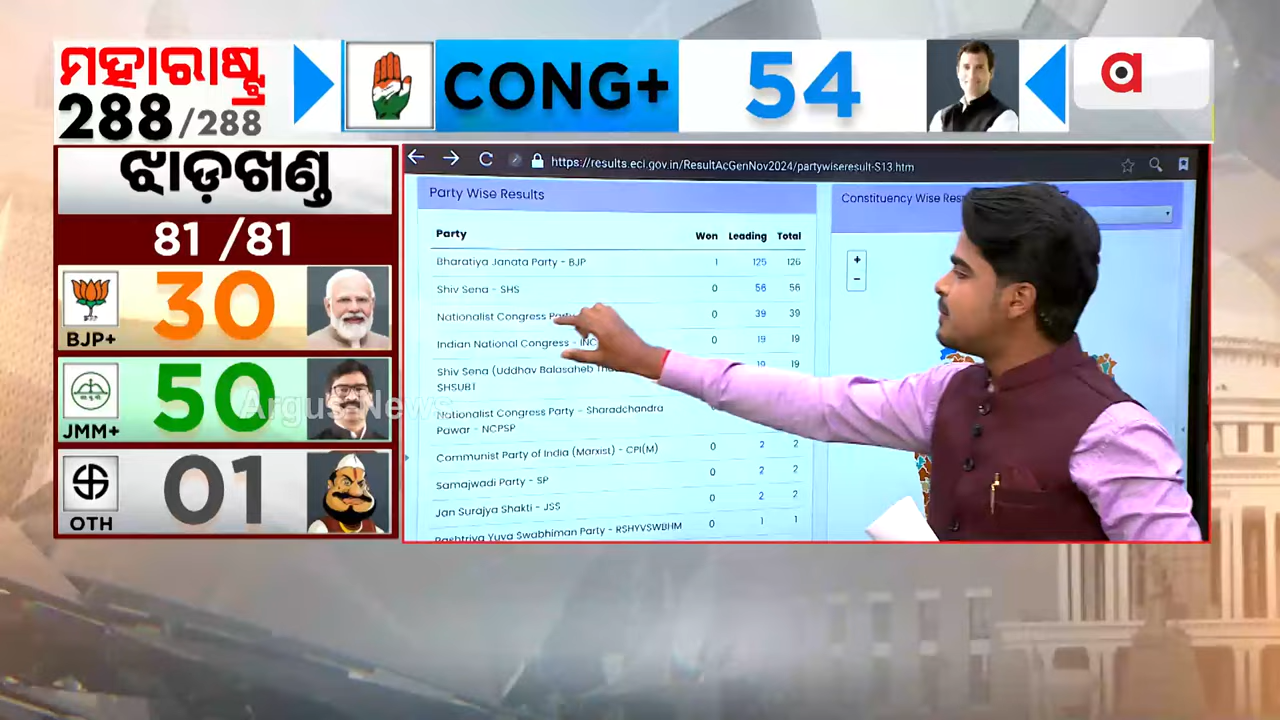 ମହାରାଷ୍ଟ୍ର
288/288
CONG+
54
ଝାଡ଼ଖଣ୍ଡ
81/81
BJP+
30
JMM+
50
OTH
01
https://results.eci.gov.in/ResultAcGenNov2024/partywiseresult-S13.htm
Party Wise Results
Party Won Leading Total
Bharatiya Janata Party - BJP 1 125 126
Shiv Sena - SHS 0 56 56
Nationalist Congress 0 39 39
Indian National Congress - INC 0 19 19
Shiv Sena (Uddhav Balasaheb 19 19
SHSUBT
Nationalist Congress Party - Sharadchandra
Pawar - NCPSP
Communist Party of India (Marxist) - CPI(M) 0 2 2
Samajwadi Party - SP 0 2 2
Jan Surajya Shakti - JSS 0 2 2
Rashtriya Yuva Swabhiman Party - RSHYVSWBHM 0 1 1
Constituency Wise
+
−
Argus News